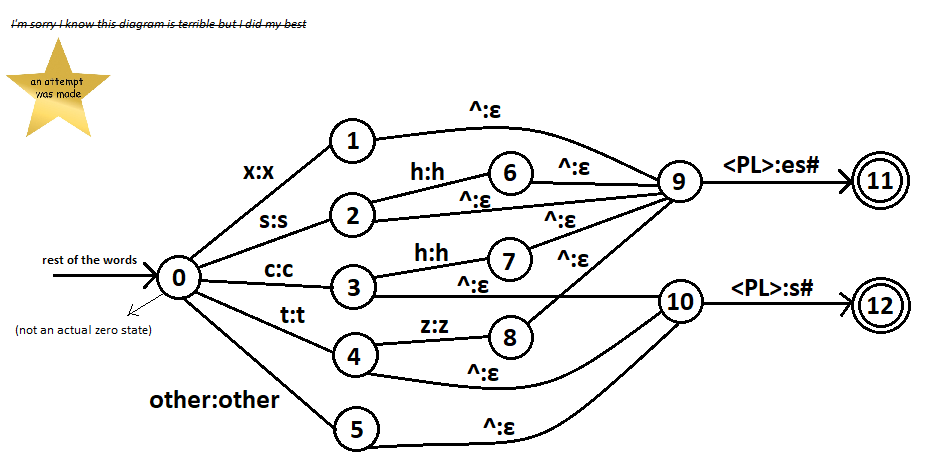 I'm sorry I know this diagram is terrible but I did my best
an attempt
was made
^:ε
1
x:x
h:h
6
^:ε
<PL>:es#
9
11
^:ε
s:s
2
^:ε
h:h
7
^:ε
rest of the words
0
c:c
3
^:ε
<PL>:s#
10
12
(not an actual zero state)
t:t
z:z
8
4
^:ε
other:other
5
^:ε